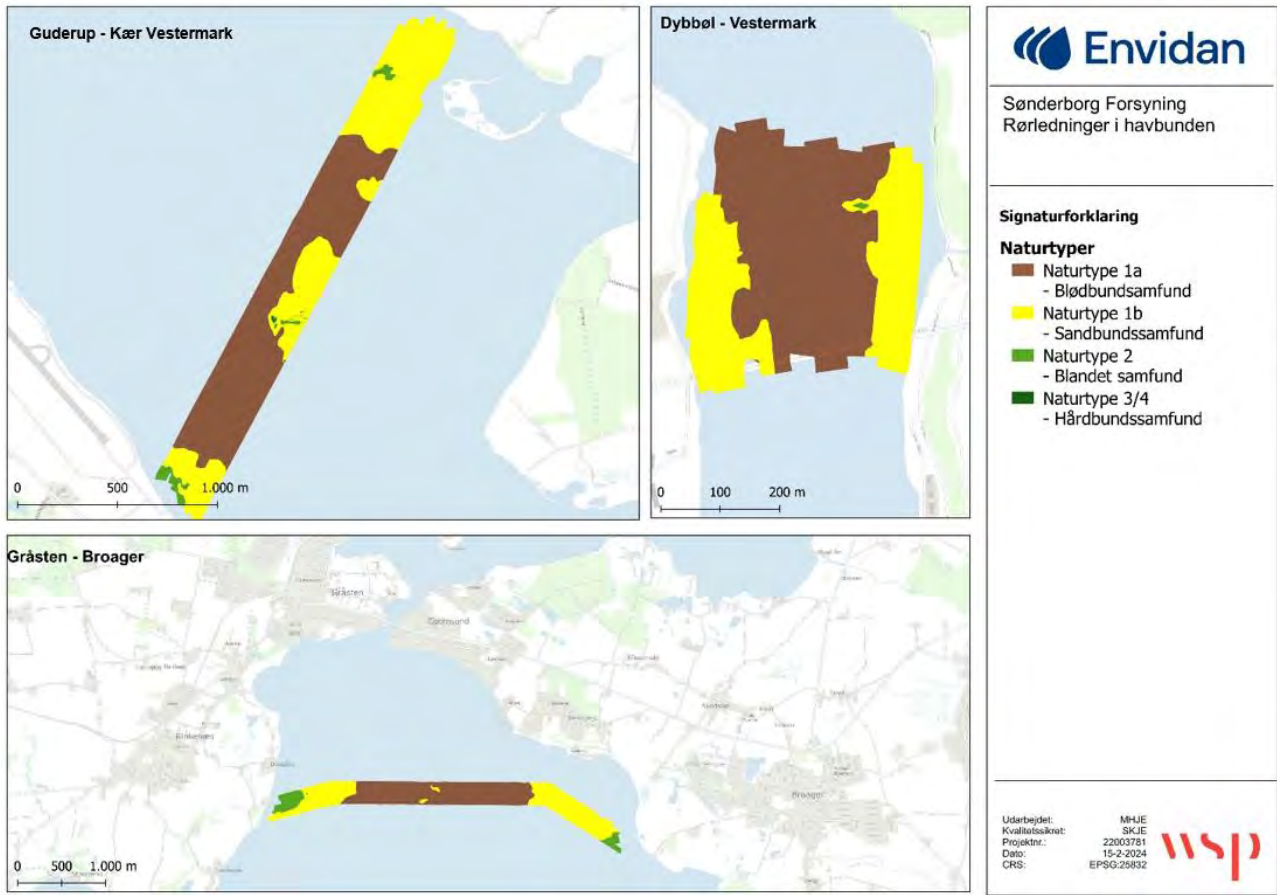 Guderup - Kær Vestermark
0 500 1.000 m
Dybbøl - Vestermark
0 100 200 m
Gråsten - Broager
Gråsten
Rinkenæs
Broager
0 500 1.000 m
Envidan
Sønderborg Forsyning
Rørledninger i havbunden
Signaturforklaring
Naturtyper
Naturtype 1a
- Blødbundsamfund
Naturtype 1b
- Sandbundssamfund
Naturtype 2
- Blandet samfund
Naturtype 3/4
- Hårdbundssamfund
Udarbejdet: MHJE
Kvalitetssikret: SKJE
Projektnr.: 22003781
Dato: 15-2-2024
CRS: EPSG:25832
wsp